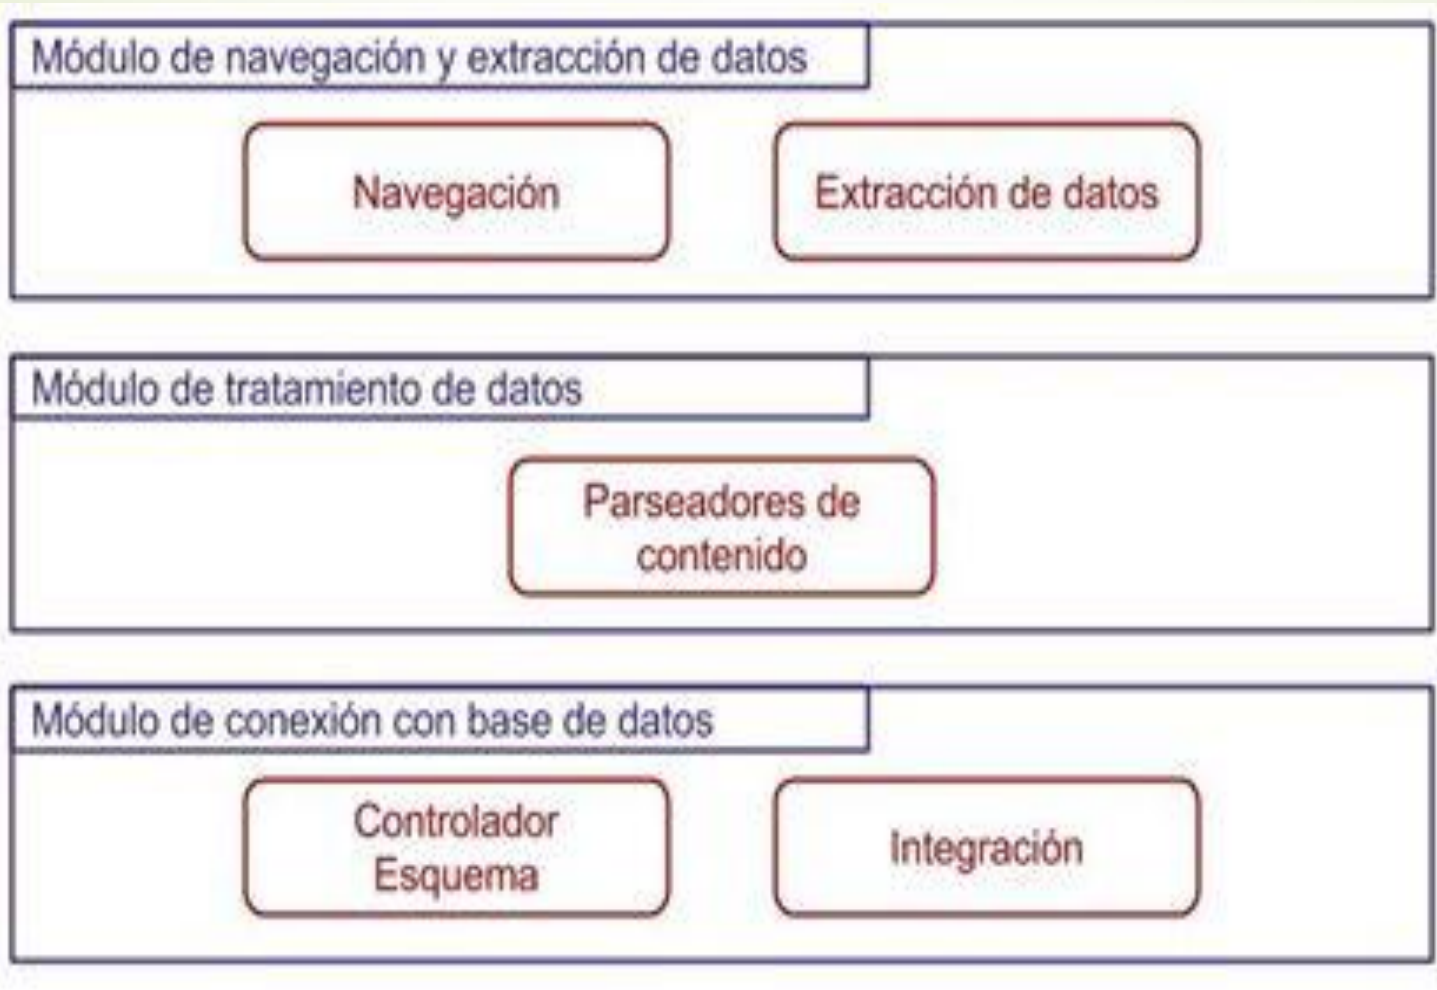 Módulo de navegación y extracción de datos
Navegación
Extracción de datos
Módulo de tratamiento de datos
Parseadores de
contenido
Módulo de conexión con base de datos
Controlador
Esquema
Integración